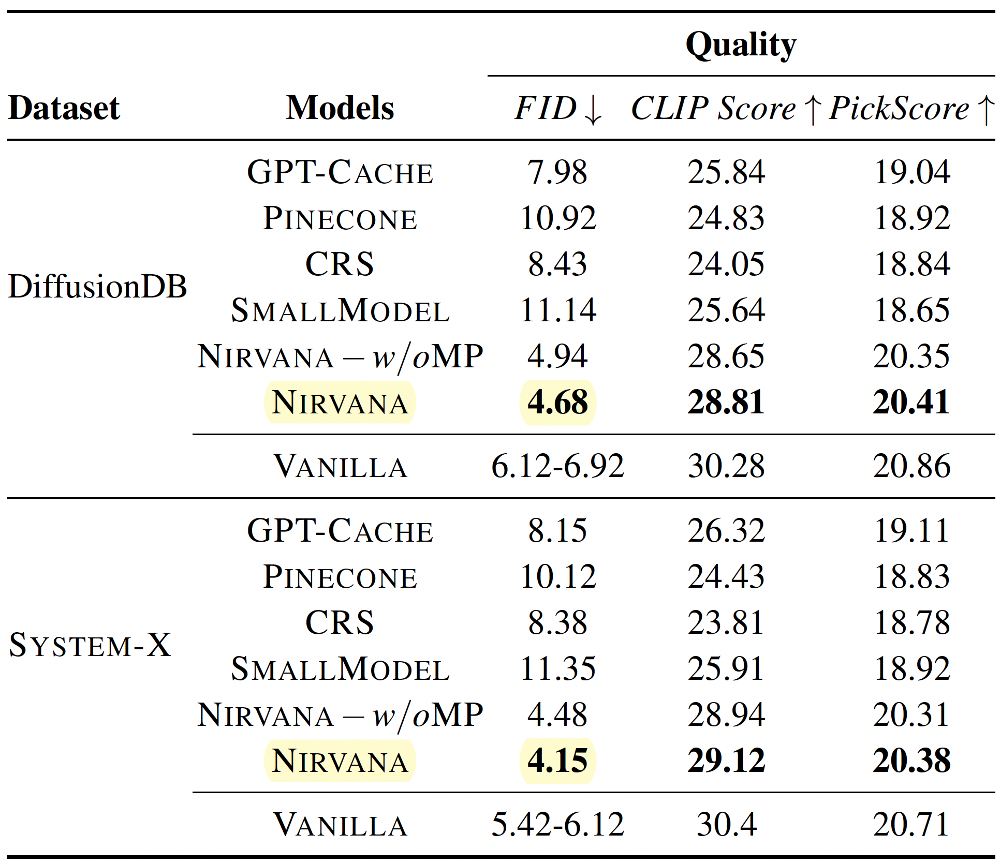 Quality
Dataset Models FID ↓ CLIP Score ↑ PickScore ↑
GPT-CACHE 7.98 25.84 19.04
PINECONE 10.92 24.83 18.92
CRS 8.43 24.05 18.84
DiffusionDB
SMALLMODEL 11.14 25.64 18.65
NIRVANA – w/oMP 4.94 28.65 20.35
NIRVANA 4.68 28.81 20.41
VANILLA 6.12-6.92 30.28 20.86
GPT-CACHE 8.15 26.32 19.11
PINECONE 10.12 24.43 18.83
CRS 8.38 23.81 18.78
SYSTEM-X
SMALLMODEL 11.35 25.91 18.92
NIRVANA – w/oMP 4.48 28.94 20.31
NIRVANA 4.15 29.12 20.38
VANILLA 5.42-6.12 30.4 20.71